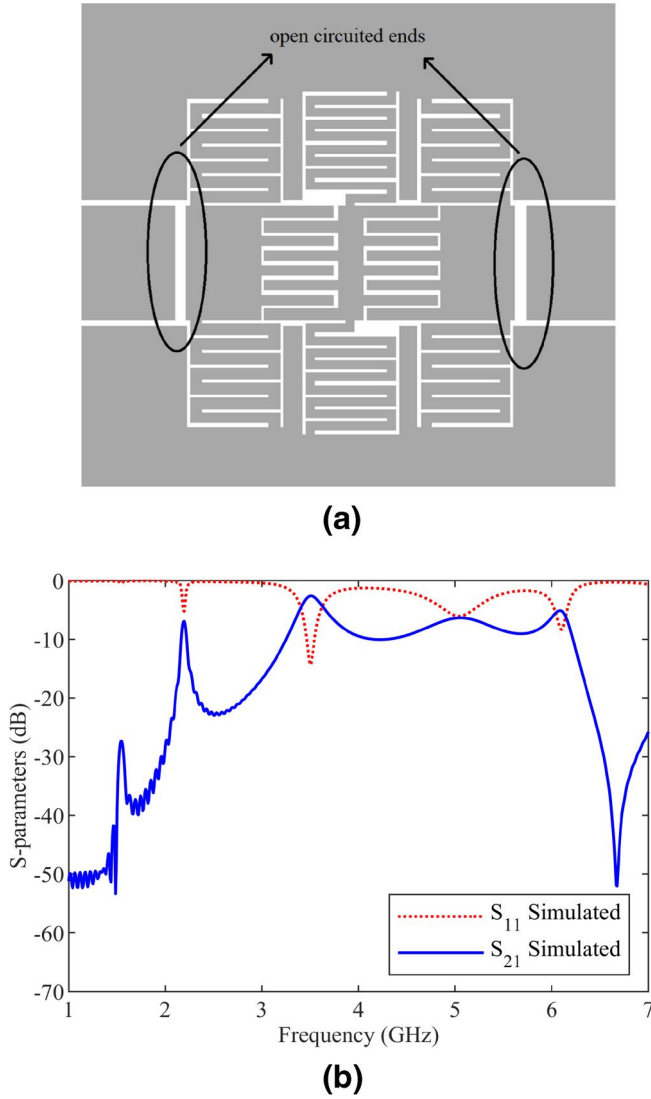 open circuited ends
(a)
0
-10
-20
-30
-40
-50
-60
-70
S-parameters (dB)
S11 Simulated
S21 Simulated
1 2 3 4 5 6 7
Frequency (GHz)
(b)